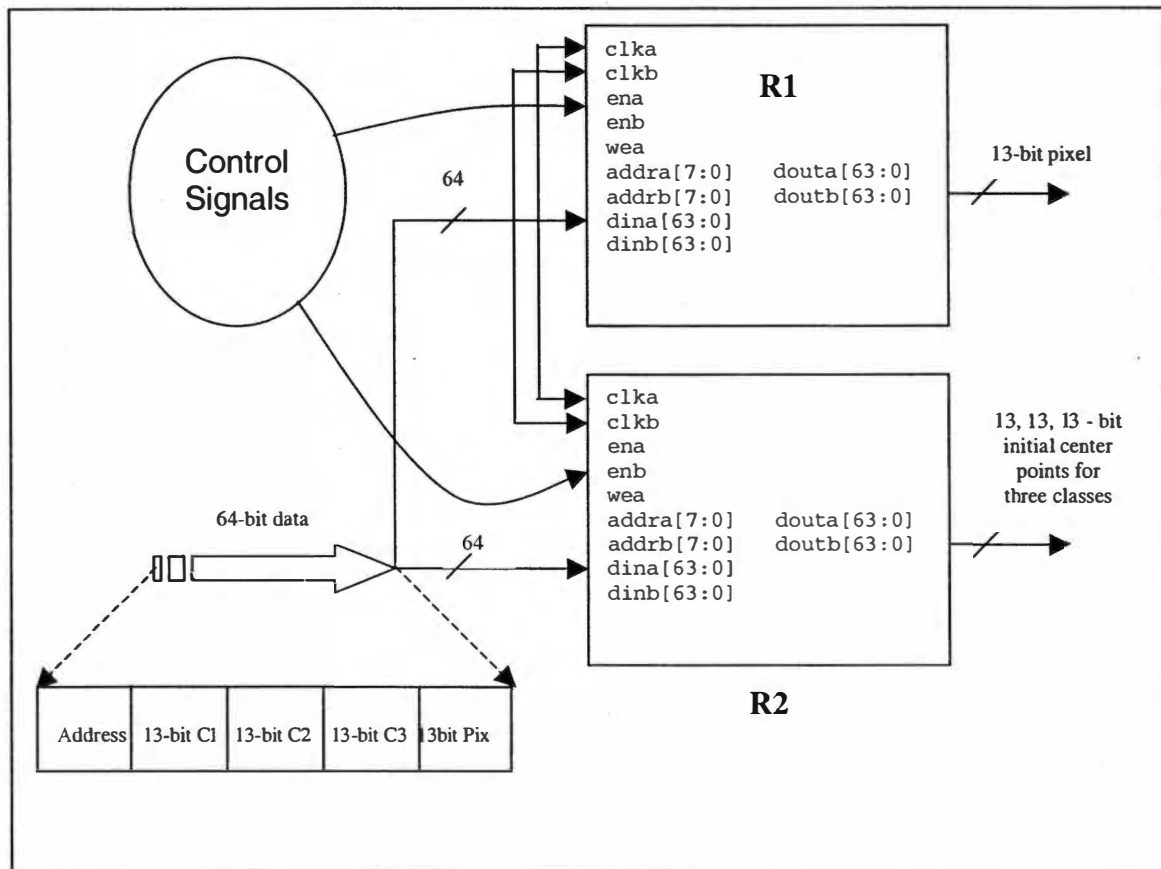 Control
Signals
clka
clkb
ena
enb
wea
addra[7:0] douta[63:0]
addrb[7:0] doutb[63:0]
dina[63:0]
dinb[63:0]
R1
13-bit pixel
64
clka
clkb
ena
enb
wea
addra[7:0] douta[63:0]
addrb[7:0] doutb[63:0]
dina[63:0]
dinb[63:0]
R2
13, 13, 13 - bit
initial center
points for
three classes
64-bit data
64
Address 13-bit C1 13-bit C2 13-bit C3 13bit Pix